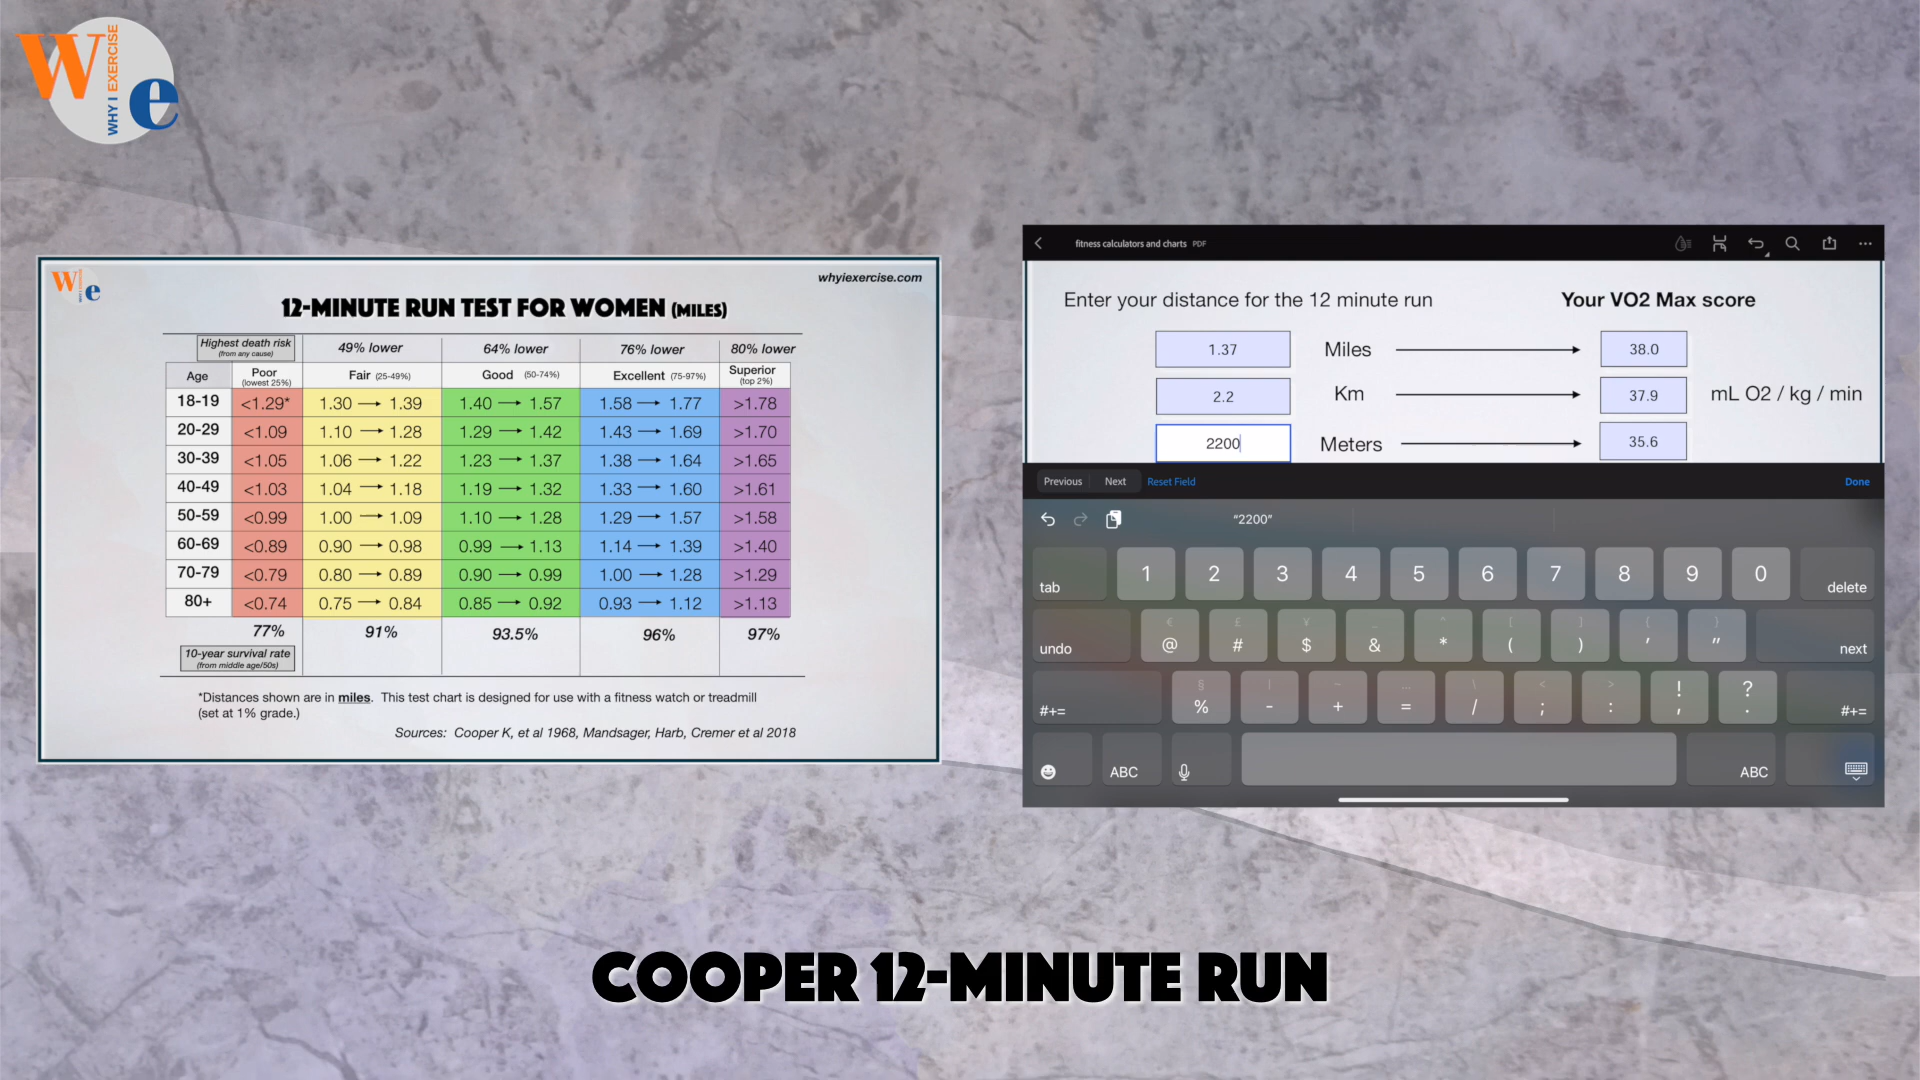 W e
WHY I EXERCISE
W e
whyiexercise.com
12-MINUTE RUN TEST FOR WOMEN (MILES)
Highest death risk 49% lower 64% lower 76% lower 80% lower
(from any cause)
Age Poor Fair (25-49%) Good (50-74%) Excellent (75-97%) Superior
(lowest 25%) (top 2%)
18-19 <1.29* 1.30 → 1.39 1.40 → 1.57 1.58 → 1.77 >1.78
20-29 <1.09 1.10 → 1.28 1.29 → 1.42 1.43 → 1.69 >1.70
30-39 <1.05 1.06 → 1.22 1.23 → 1.37 1.38 → 1.64 >1.65
40-49 <1.03 1.04 → 1.18 1.19 → 1.32 1.33 → 1.60 >1.61
50-59 <0.99 1.00 → 1.09 1.10 → 1.28 1.29 → 1.57 >1.58
60-69 <0.89 0.90 → 0.98 0.99 → 1.13 1.14 → 1.39 >1.40
70-79 <0.79 0.80 → 0.89 0.90 → 0.99 1.00 → 1.28 >1.29
80+ <0.74 0.75 → 0.84 0.85 → 0.92 0.93 → 1.12 >1.13
77% 91% 93.5% 96% 97%
10-year survival rate
(from middle age/50s)
*Distances shown are in miles. This test chart is designed for use with a fitness watch or treadmill
(set at 1% grade.)
Sources: Cooper K, et al 1968, Mandsager, Harb, Cremer et al 2018
fitness calculators and charts PDF
Enter your distance for the 12 minute run Your VO2 Max score
1.37 Miles 38.0
2.2 Km 37.9 mL O2 / kg / min
2200 Meters 35.6
Previous Next Reset Field Done
"2200"
tab 1 2 3 4 5 6 7 8 9 0 delete
undo @ # $ & * ( ) ' " next
#+= % - + = / ; : ! , ? . #+=
ABC ABC
COOPER 12-MINUTE RUN